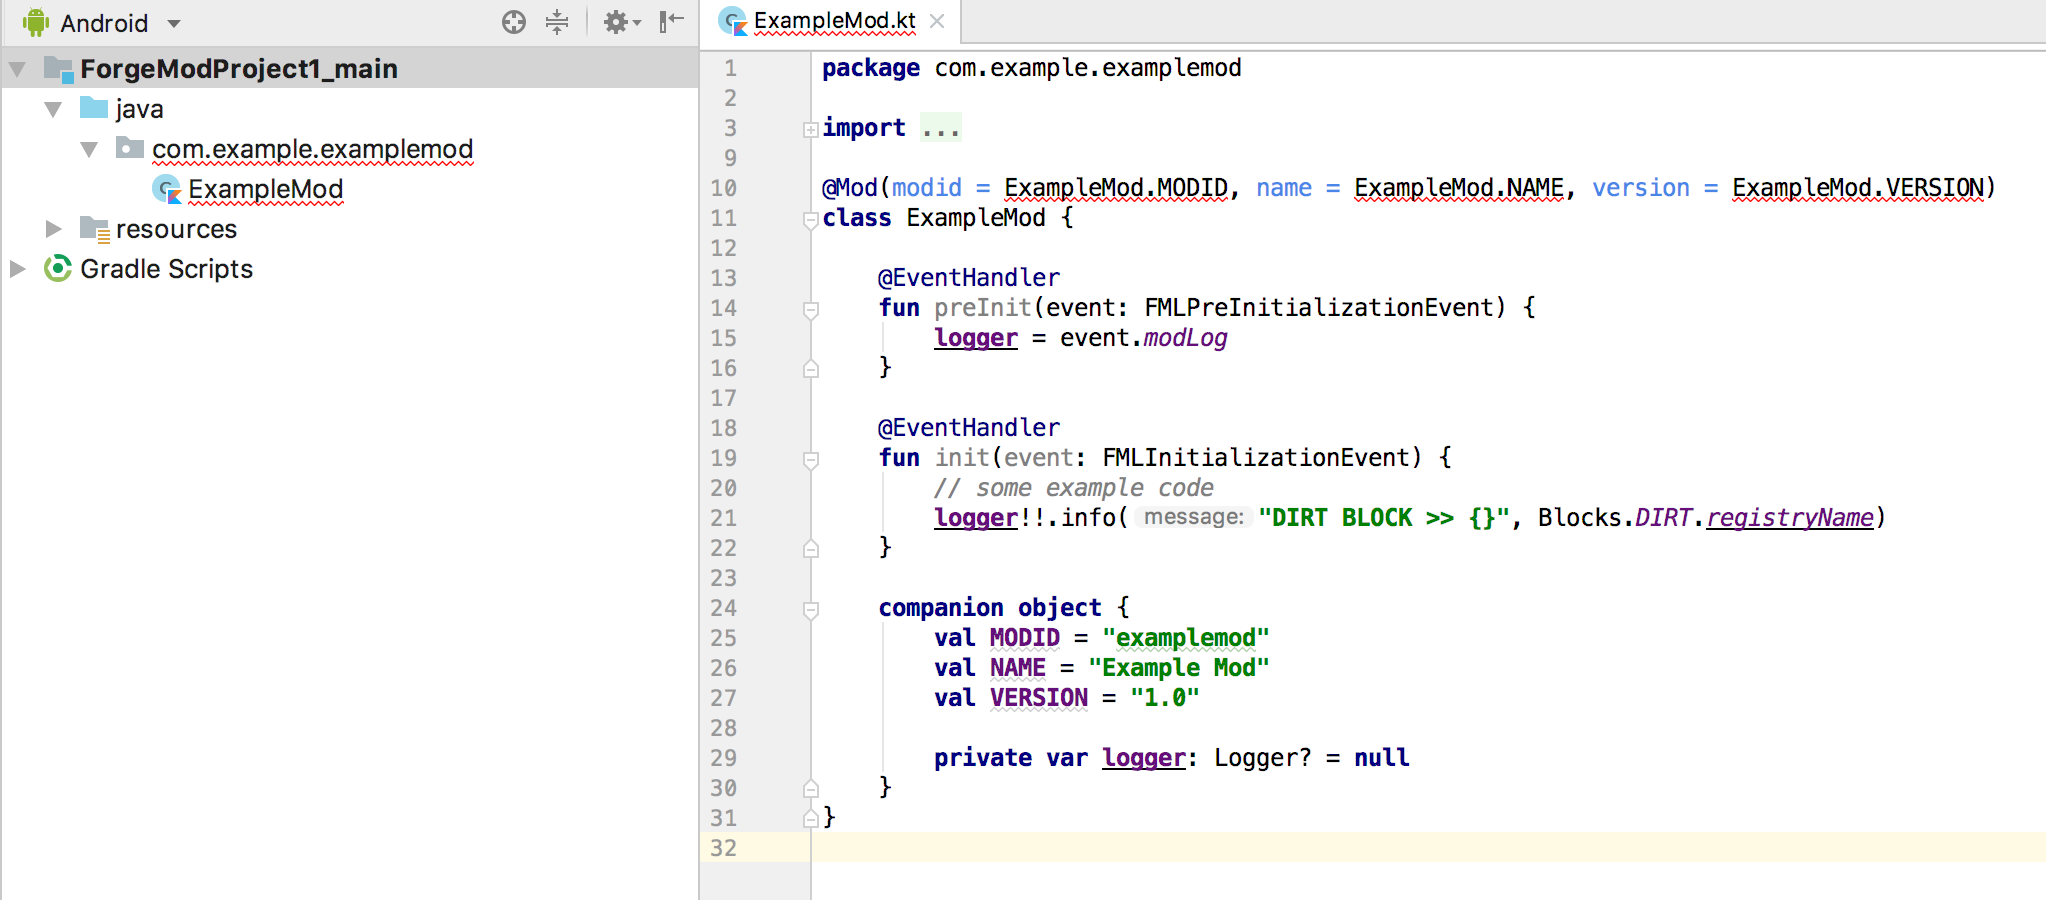 Android
ForgeModProject1_main
java
com.example.examplemod
ExampleMod
resources
Gradle Scripts
ExampleMod.kt
1 package com.example.examplemod
2
3 import ...
9
10 @Mod(modid = ExampleMod.MODID, name = ExampleMod.NAME, version = ExampleMod.VERSION)
11 class ExampleMod {
12
13 @EventHandler
14 fun preInit(event: FMLPreInitializationEvent) {
15 logger = event.modLog
16 }
17
18 @EventHandler
19 fun init(event: FMLInitializationEvent) {
20 // some example code
21 logger!!.info( message: "DIRT BLOCK >> {}", Blocks.DIRT.registryName)
22 }
23
24 companion object {
25 val MODID = "examplemod"
26 val NAME = "Example Mod"
27 val VERSION = "1.0"
28
29 private var logger: Logger? = null
30 }
31 }
32